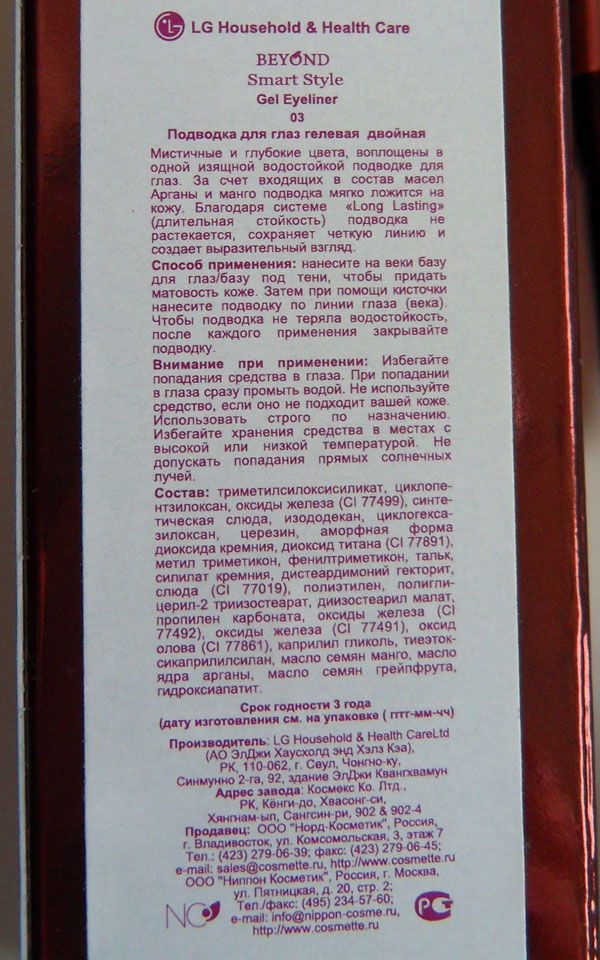 LG LG Household & Health Care
BEYOND
Smart Style
Gel Eyeliner
03
Подводка для глаз гелевая двойная
Мистичные и глубокие цвета, воплощены в
одной изящной водостойкой подводке для
глаз. За счет входящих в состав масел
Арганы и манго подводка мягко ложится на
кожу. Благодаря системе «Long Lasting»
(длительная стойкость) подводка не
растекается, сохраняет четкую линию и
создает выразительный взгляд.
Способ применения: нанесите на веки базу
для глаз/базу под тени, чтобы придать
матовость коже. Затем при помощи кисточки
нанесите подводку по линии глаза (века).
Чтобы подводка не теряла водостойкость,
после каждого применения закрывайте
подводку.
Внимание при применении: Избегайте
попадания средства в глаза. При попадании
в глаза сразу промыть водой. Не используйте
средство, если оно не подходит вашей коже.
Использовать строго по назначению.
Избегайте хранения средства в местах с
высокой или низкой температурой. Не
допускать попадания прямых солнечных
лучей.
Состав: триметилсилоксисиликат, циклопе-
нтзилоксан, оксиды железа (CI 77499), синте-
тическая слюда, изододекан, циклогекса-
зилоксан, церезин, аморфная форма
диоксида кремния, диоксид титана (CI 77891),
метил триметикон, фенилтриметикон, тальк,
силилат кремния, дистеардимоний гекторит,
слюда (CI 77019), полиэтилен, полигли-
церил-2 триизостеарат, диизостеарил малат,
пропилен карбоната, оксиды железа (CI
77492), оксиды железа (CI 77491), оксид
олова (CI 77861), каприлил гликоль, тиеэток-
сикаприлилсилан, масло семян манго, масло
ядра арганы, масло семян грейпфрута,
гидроксиапатит.
Срок годности 3 года
(дату изготовления см. на упаковке ( гггг-мм-чч)
Производитель: LG Household & Health CareLtd
(АО ЭлДжи Хаусхолд энд Хэлз Кэа),
РК, 110-062, г. Сеул, Чонгно-ку,
Синмунно 2-га, 92, здание ЭлДжи Квангхвамун
Адрес завода: Космекс Ко. Лтд.,
РК, Кёнги-до, Хвасонг-си,
Хянгнам-ып, Сангсин-ри, 902 & 902-4
Продавец: ООО "Норд-Косметик", Россия,
г. Владивосток, ул. Комсомольская, 3, этаж 7
Тел.: (423) 279-06-39; факс: (423) 279-06-45;
e-mail: sales@cosmette.ru, http://www.cosmette.ru
ООО "Ниппон Косметик", Россия, г. Москва,
ул. Пятницкая, д. 20, стр. 2;
Тел./факс: (495) 234-57-60;
e-mail: info@nippon-cosme.ru,
http://www.cosmette.ru
NC
РСТ